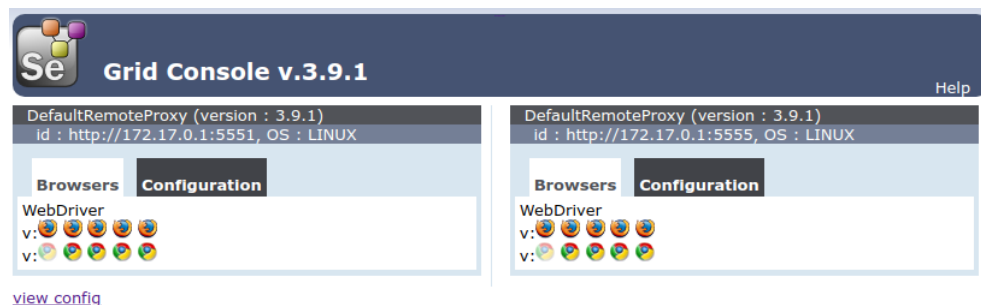 Se
Grid Console v.3.9.1
Help
DefaultRemoteProxy (version : 3.9.1)
id : http://172.17.0.1:5551, OS : LINUX
Browsers Configuration
WebDriver
v:
v:
DefaultRemoteProxy (version : 3.9.1)
id : http://172.17.0.1:5555, OS : LINUX
Browsers Configuration
WebDriver
v:
v:
view config